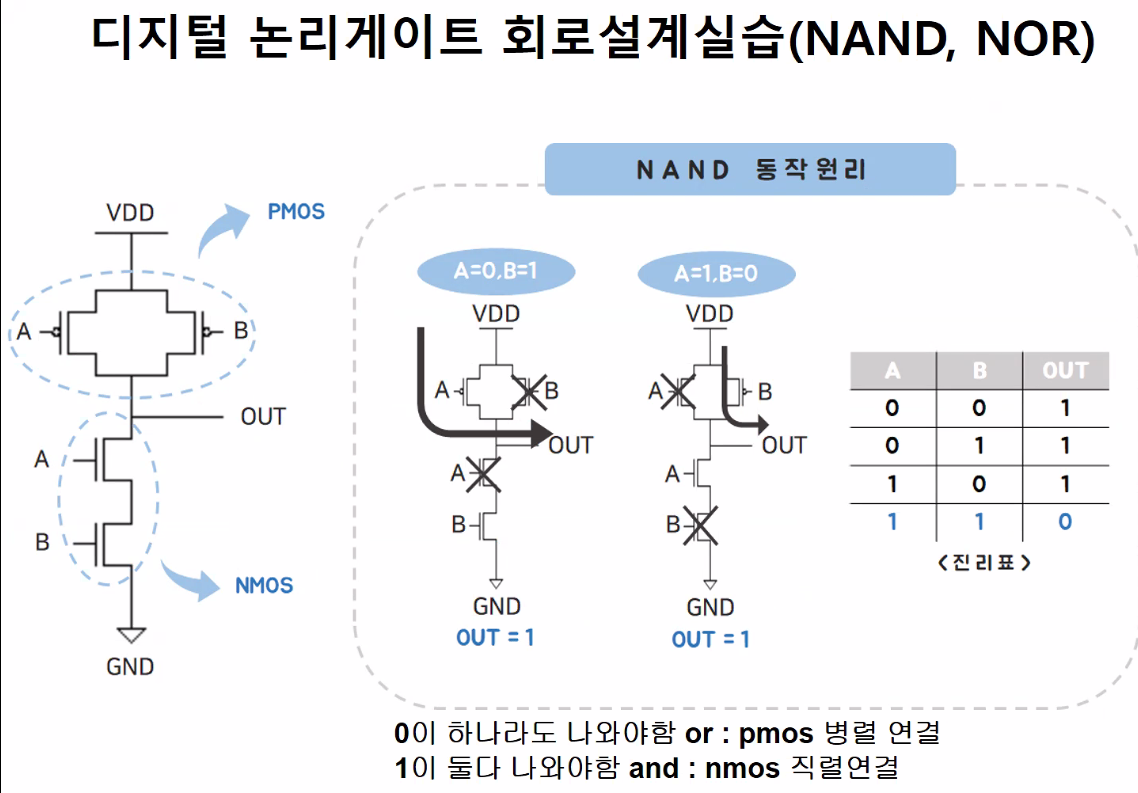 디지털 논리게이트 회로설계실습(NAND, NOR)
NAND 동작원리
VDD
PMOS
A
B
OUT
A
B
NMOS
GND
A=0,B=1
VDD
A
B
OUT
A
B
GND
OUT = 1
A=1,B=0
VDD
A
B
OUT
A
B
GND
OUT = 1
A B OUT
0 0 1
0 1 1
1 0 1
1 1 0
<진리표>
0이 하나라도 나와야함 or : pmos 병렬 연결
1이 둘다 나와야함 and : nmos 직렬연결